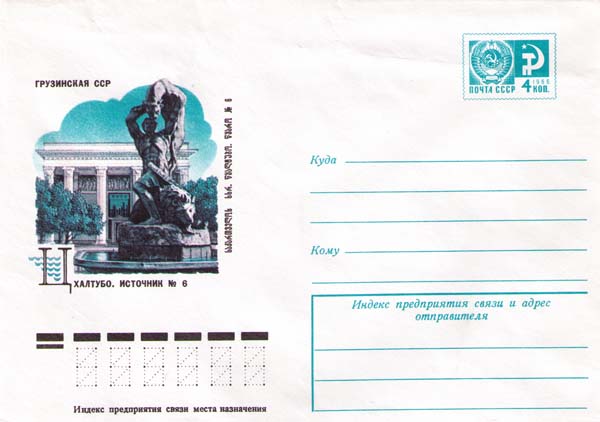 ГРУЗИНСКАЯ ССР
ЦХАЛТУБО. ИСТОЧНИК № 6
ПОЧТА СССР
1966
4 КОП.
Куда
Кому
Индекс предприятия связи и адрес
отправителя
Индекс предприятия связи места назначения